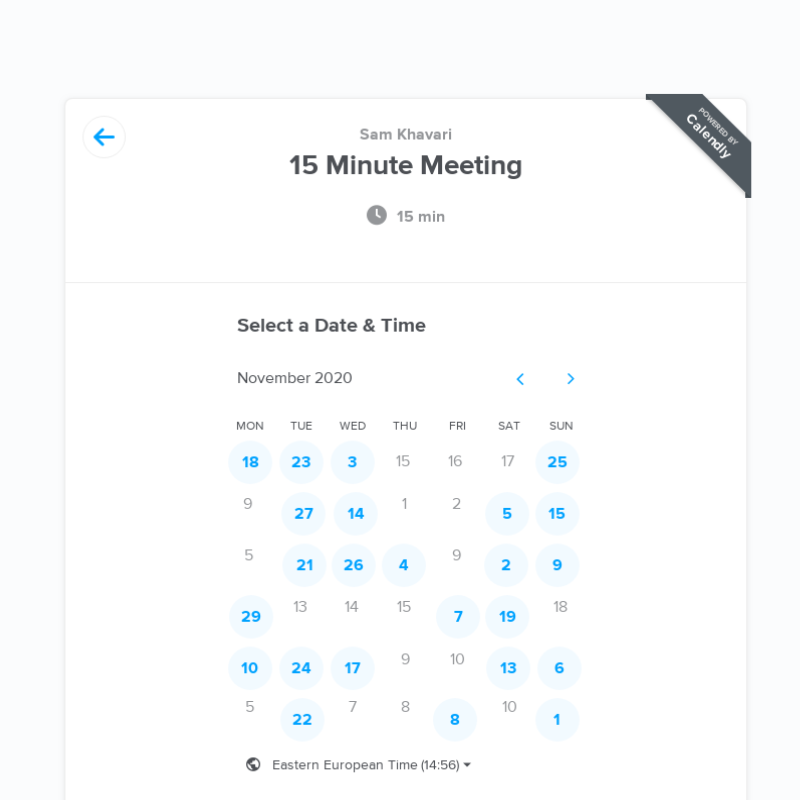 POWERED BY
Calendly
Sam Khavari
15 Minute Meeting
15 min
Select a Date & Time
November 2020
MON TUE WED THU FRI SAT SUN
18 23 3 15 16 17 25
9 27 14 1 2 5 15
5 21 26 4 9 2 9
29 13 14 15 7 19 18
10 24 17 9 10 13 6
5 22 7 8 8 10 1
Eastern European Time (14:56)